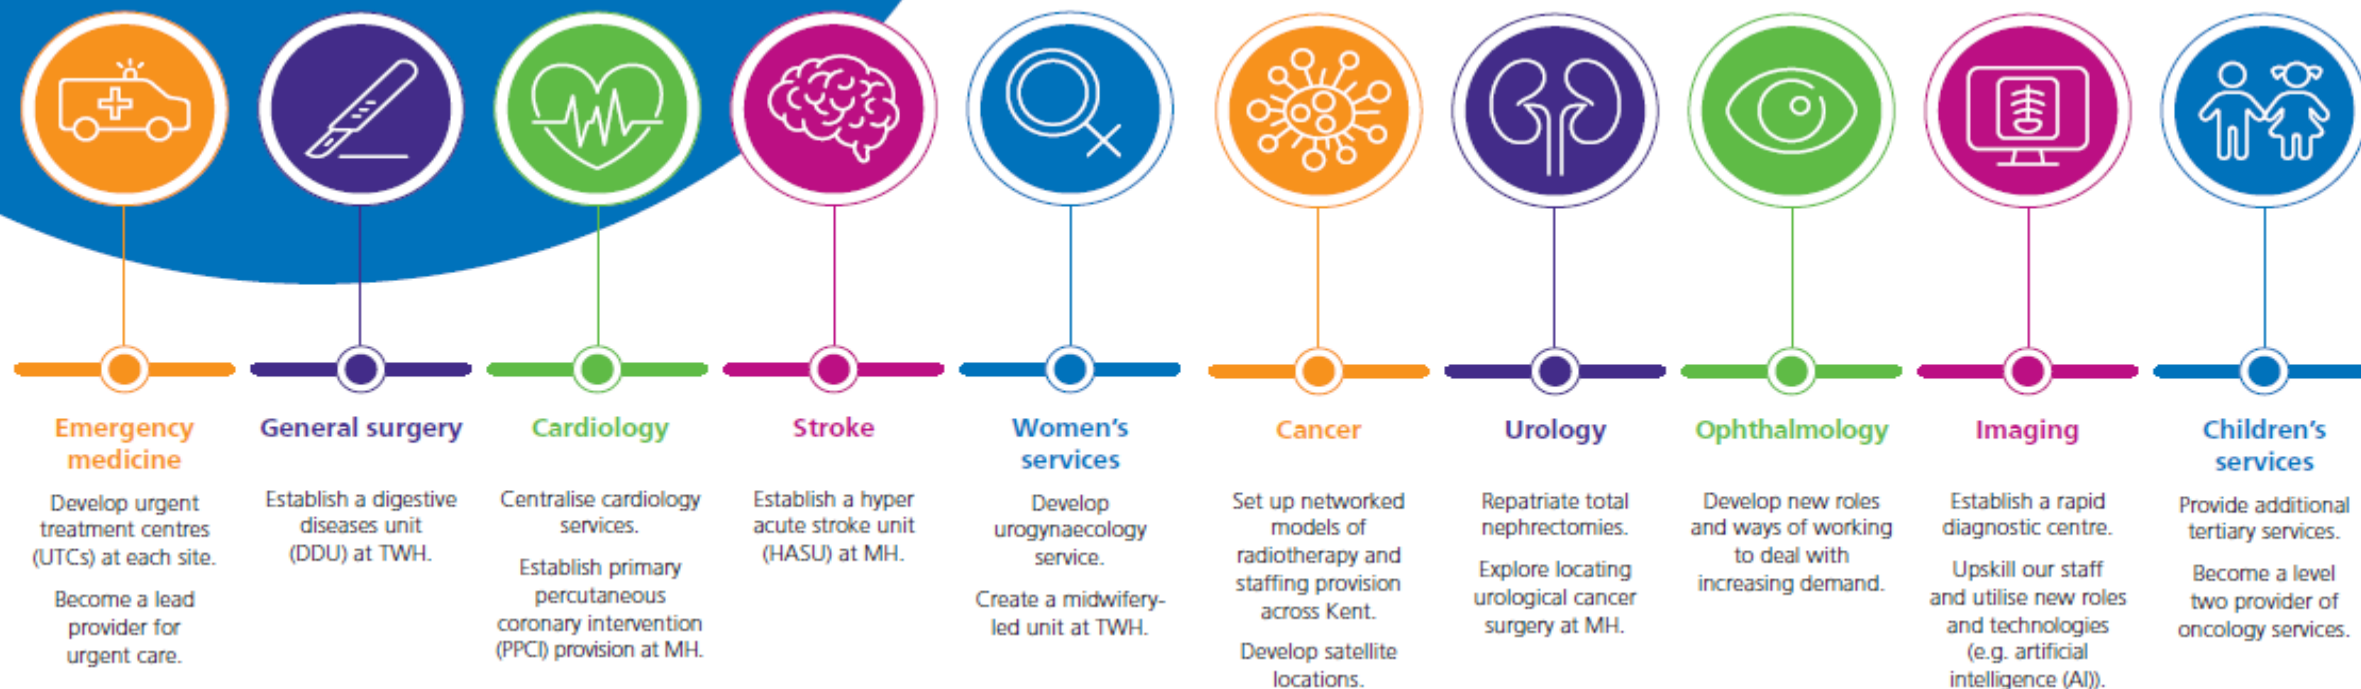 Emergency
medicine
Develop urgent
treatment centres
(UTCs) at each site.
Become a lead
provider for
urgent care.
General surgery
Establish a digestive
diseases unit
(DDU) at TWH.
Cardiology
Centralise cardiology
services.
Establish primary
percutaneous
coronary intervention
(PPCI) provision at MH.
Stroke
Establish a hyper
acute stroke unit
(HASU) at MH.
Women's
services
Develop
urogynaecology
service.
Create a midwifery-
led unit at TWH.
Cancer
Set up networked
models of
radiotherapy and
staffing provision
across Kent.
Develop satellite
locations.
Urology
Repatriate total
nephrectomies.
Explore locating
urological cancer
surgery at MH.
Ophthalmology
Develop new roles
and ways of working
to deal with
increasing demand.
Imaging
Establish a rapid
diagnostic centre.
Upskill our staff
and utilise new roles
and technologies
(e.g. artificial
intelligence (AI)).
Children's
services
Provide additional
tertiary services.
Become a level
two provider of
oncology services.